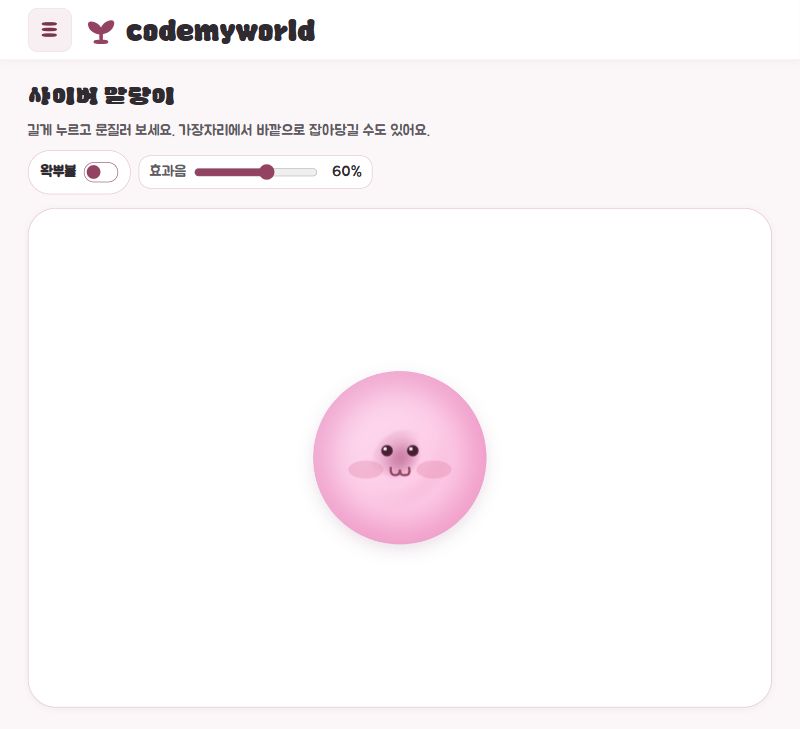 codemyworld
사이버 말랑이
길게 누르고 문질러 보세요. 가장자리에서 바깥으로 잡아당길 수도 있어요.
왁뿌볼 효과음 60%